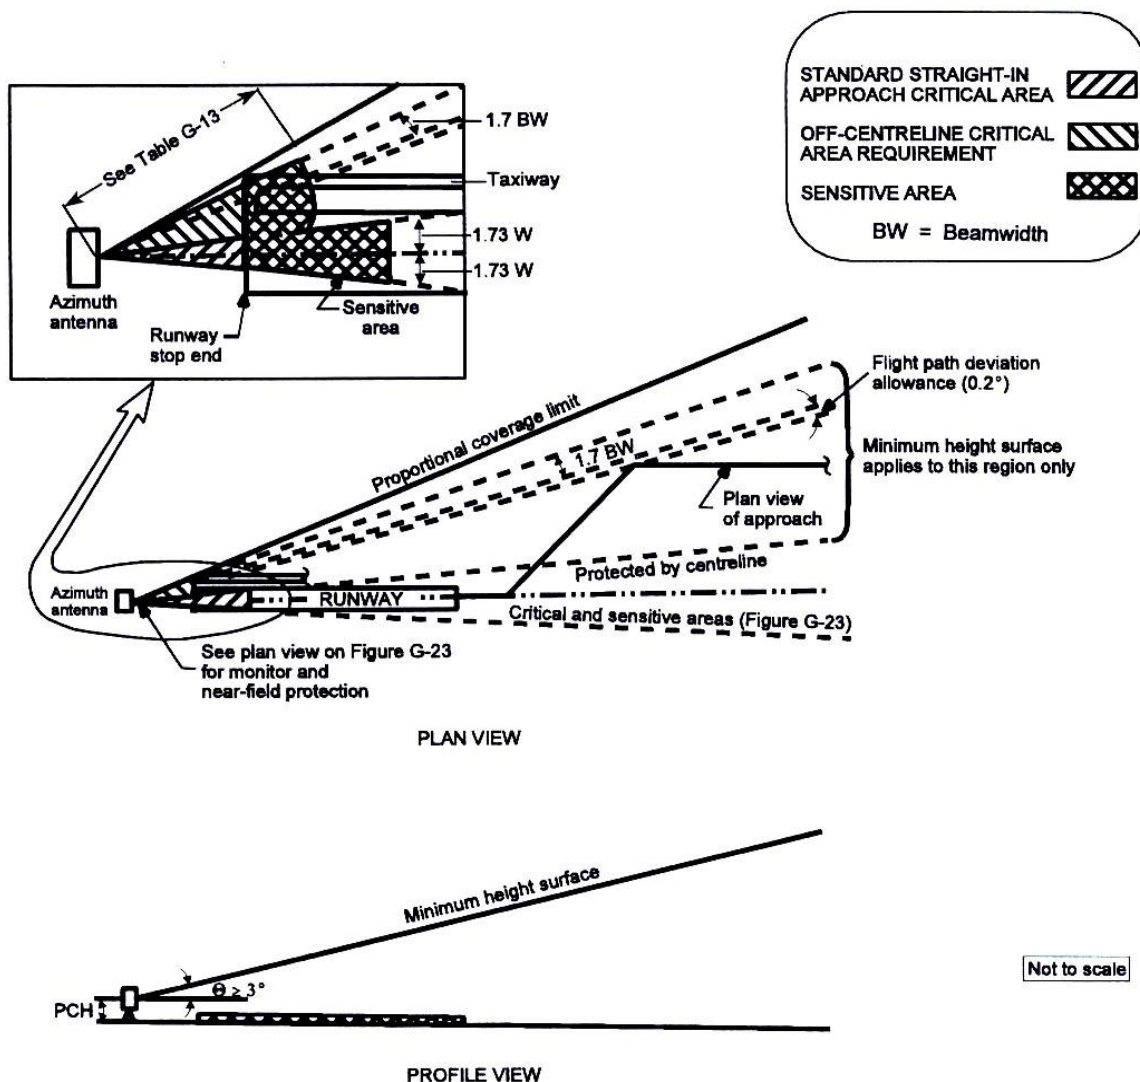 STANDARD STRAIGHT-IN
APPROACH CRITICAL AREA
OFF-CENTRELINE CRITICAL
AREA REQUIREMENT
SENSITIVE AREA
BW = Beamwidth
See Table G-13
1.7 BW
Taxiway
1.73 W
1.73 W
Azimuth
antenna
Sensitive
area
Runway
stop end
Flight path deviation
allowance (0.2°)
Proportional coverage limit
1.7 BW
Minimum height surface
applies to this region only
Plan view
of approach
Protected by centreline
Azimuth
antenna
RUNWAY
Critical and sensitive areas (Figure G-23)
See plan view on Figure G-23
for monitor and
near-field protection
PLAN VIEW
Minimum height surface
Not to scale
Θ ≥ 3°
PCH
PROFILE VIEW